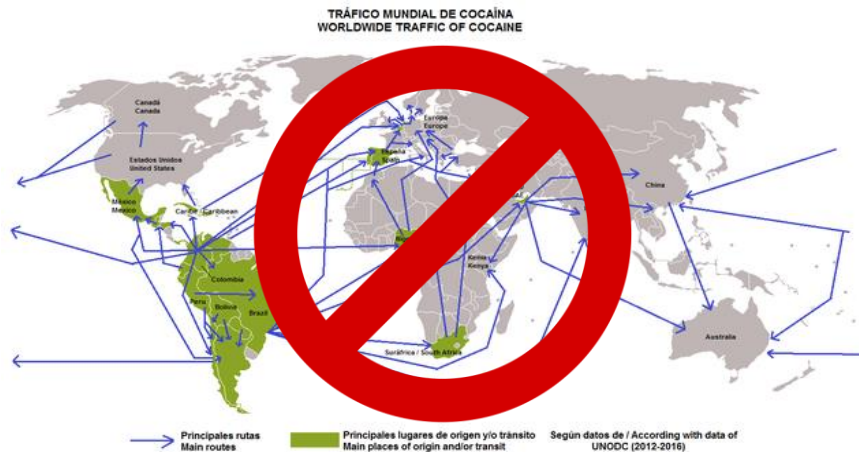 TRÁFICO MUNDIAL DE COCAÍNA
WORLDWIDE TRAFFIC OF COCAINE
Canadá
Canada
Europe
Europe
España
Spain
Estados Unidos
United States
China
México
Mexico
Caribe / Caribbean
Kenia
Kenya
Colombia
Perú
Bolivia
Brazil
Australia
Suráfrica / South Africa
Principales rutas
Main routes
Principales lugares de origen y/o tránsito
Main places of origin and/or transit
Según datos de / According with data of
UNODC (2012-2016)